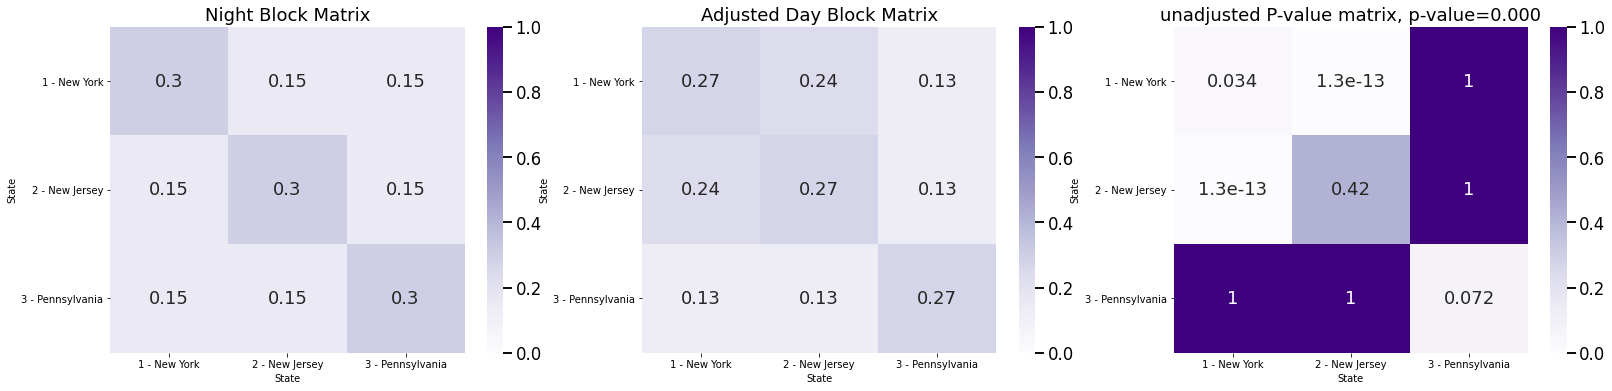 Night Block Matrix
State
1 - New York
2 - New Jersey
3 - Pennsylvania
0.3 0.15 0.15
0.15 0.3 0.15
0.15 0.15 0.3
1 - New York 2 - New Jersey 3 - Pennsylvania
State
1.0
0.8
0.6
0.4
0.2
0.0
Adjusted Day Block Matrix
State
1 - New York
2 - New Jersey
3 - Pennsylvania
0.27 0.24 0.13
0.24 0.27 0.13
0.13 0.13 0.27
1 - New York 2 - New Jersey 3 - Pennsylvania
State
1.0
0.8
0.6
0.4
0.2
0.0
unadjusted P-value matrix, p-value=0.000
State
1 - New York
2 - New Jersey
3 - Pennsylvania
0.034 1.3e-13 1
1.3e-13 0.42 1
1 1 0.072
1 - New York 2 - New Jersey 3 - Pennsylvania
State
1.0
0.8
0.6
0.4
0.2
0.0